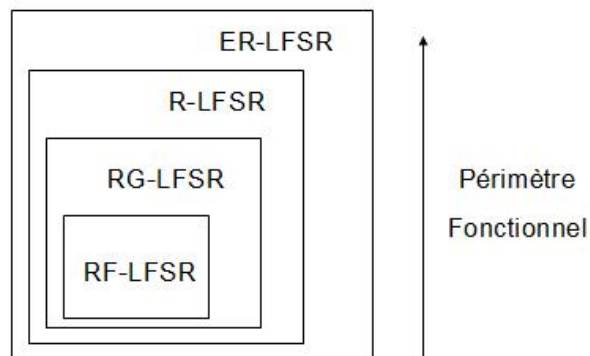 ER-LFSR
R-LFSR
RG-LFSR
RF-LFSR
Périmètre
Fonctionnel